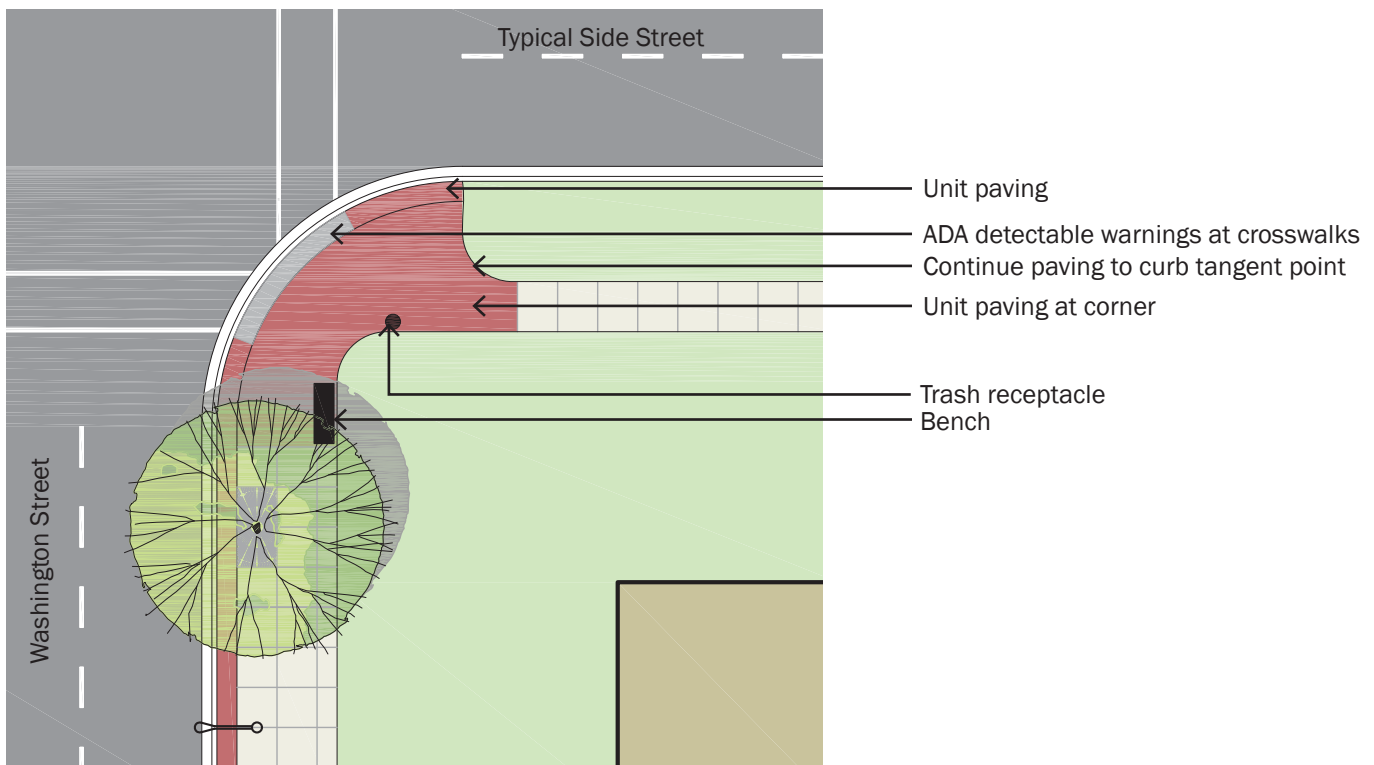 Typical Side Street
Unit paving
ADA detectable warnings at crosswalks
Continue paving to curb tangent point
Unit paving at corner
Trash receptacle
Bench
Washington Street